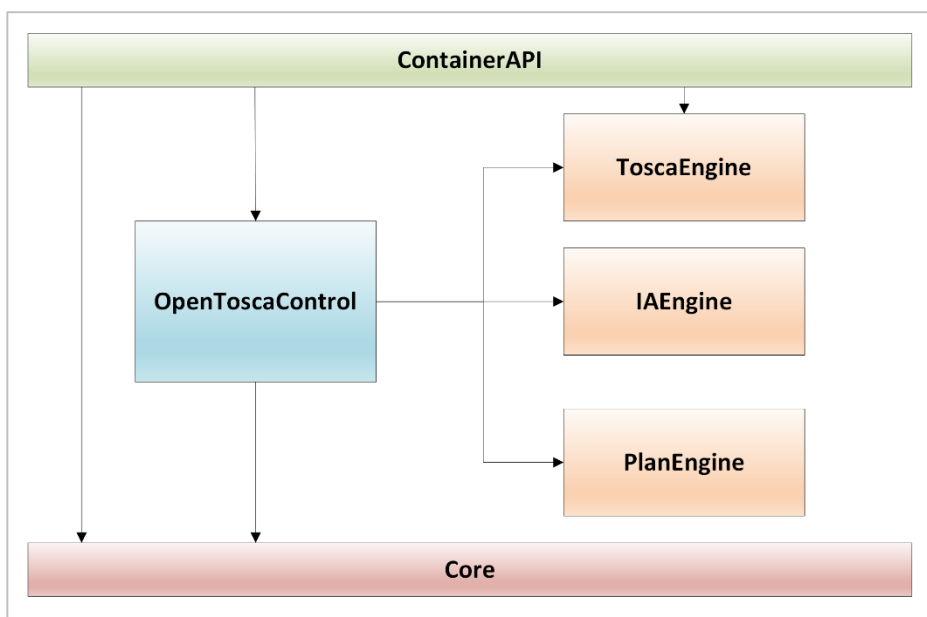 ContainerAPI
ToscaEngine
OpenToscaControl
IAEngine
PlanEngine
Core